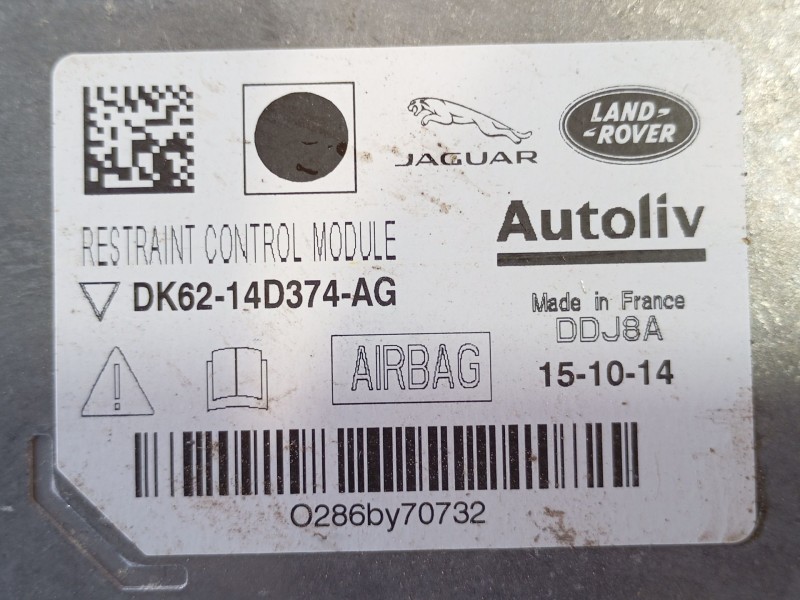 JAGUAR
LAND-
-ROVER
Autoliv
RESTRAINT CONTROL MODULE
DK62-14D374-AG
Made in France
DDJ8A
AIRBAG
15-10-14
O286by70732